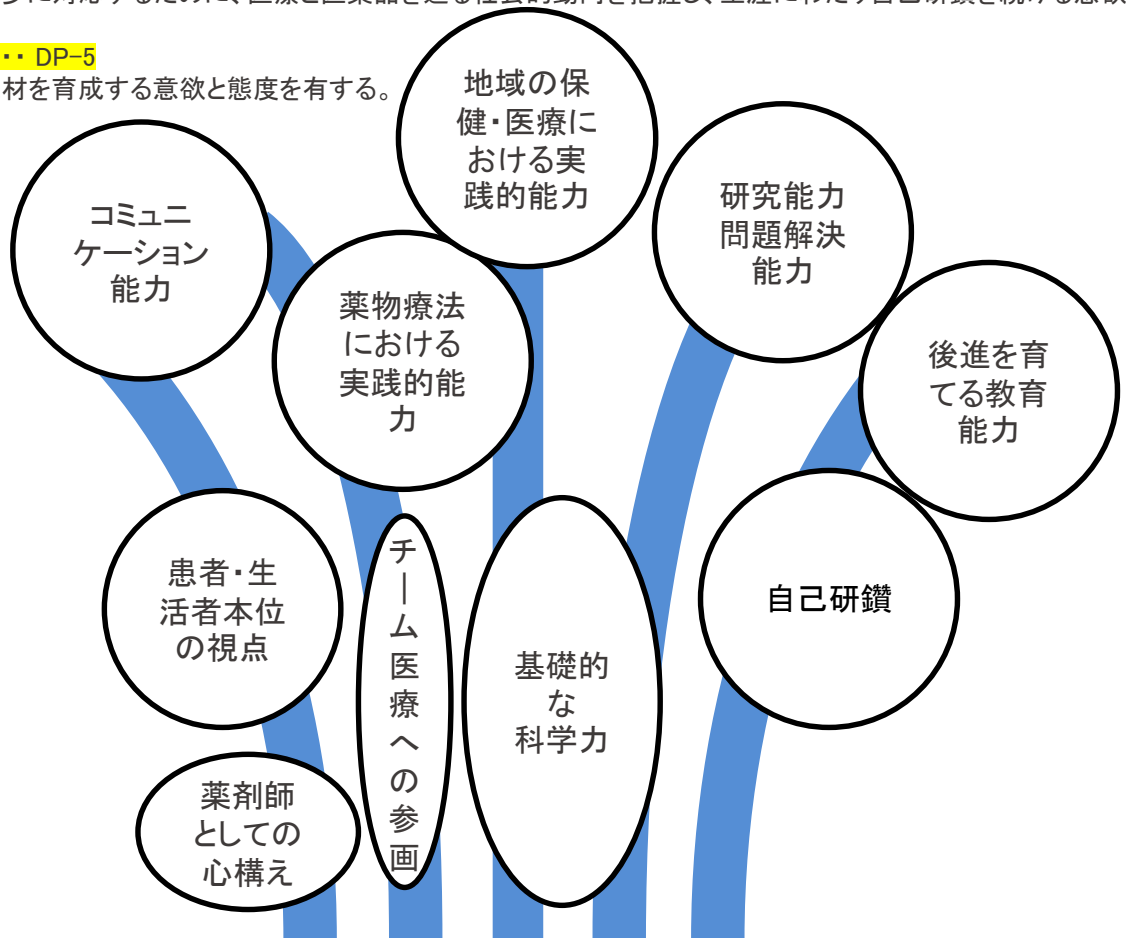 ・・ DP-5
材を育成する意欲と態度を有する。
地域の保
健・医療に
おける実
践的能力
コミュニ
ケーション
能力
研究能力
問題解決
能力
薬物療法
における
実践的能
力
後進を育
てる教育
能力
患者・生
活者本位
の視点
チーム医療への参画
基礎的
な
科学力
自己研鑽
薬剤師
としての
心構え